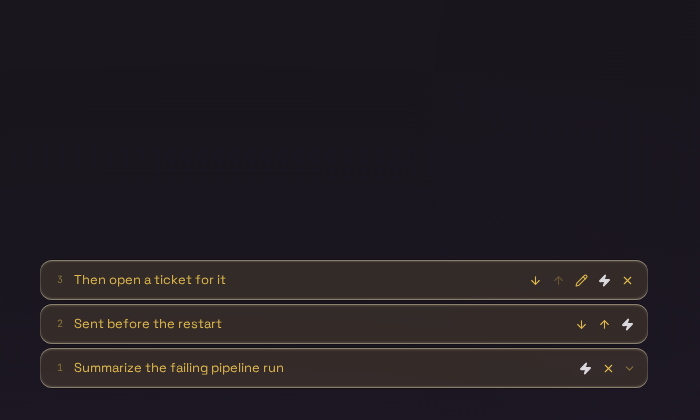 3 Then open a ticket for it
2 Sent before the restart
1 Summarize the failing pipeline run